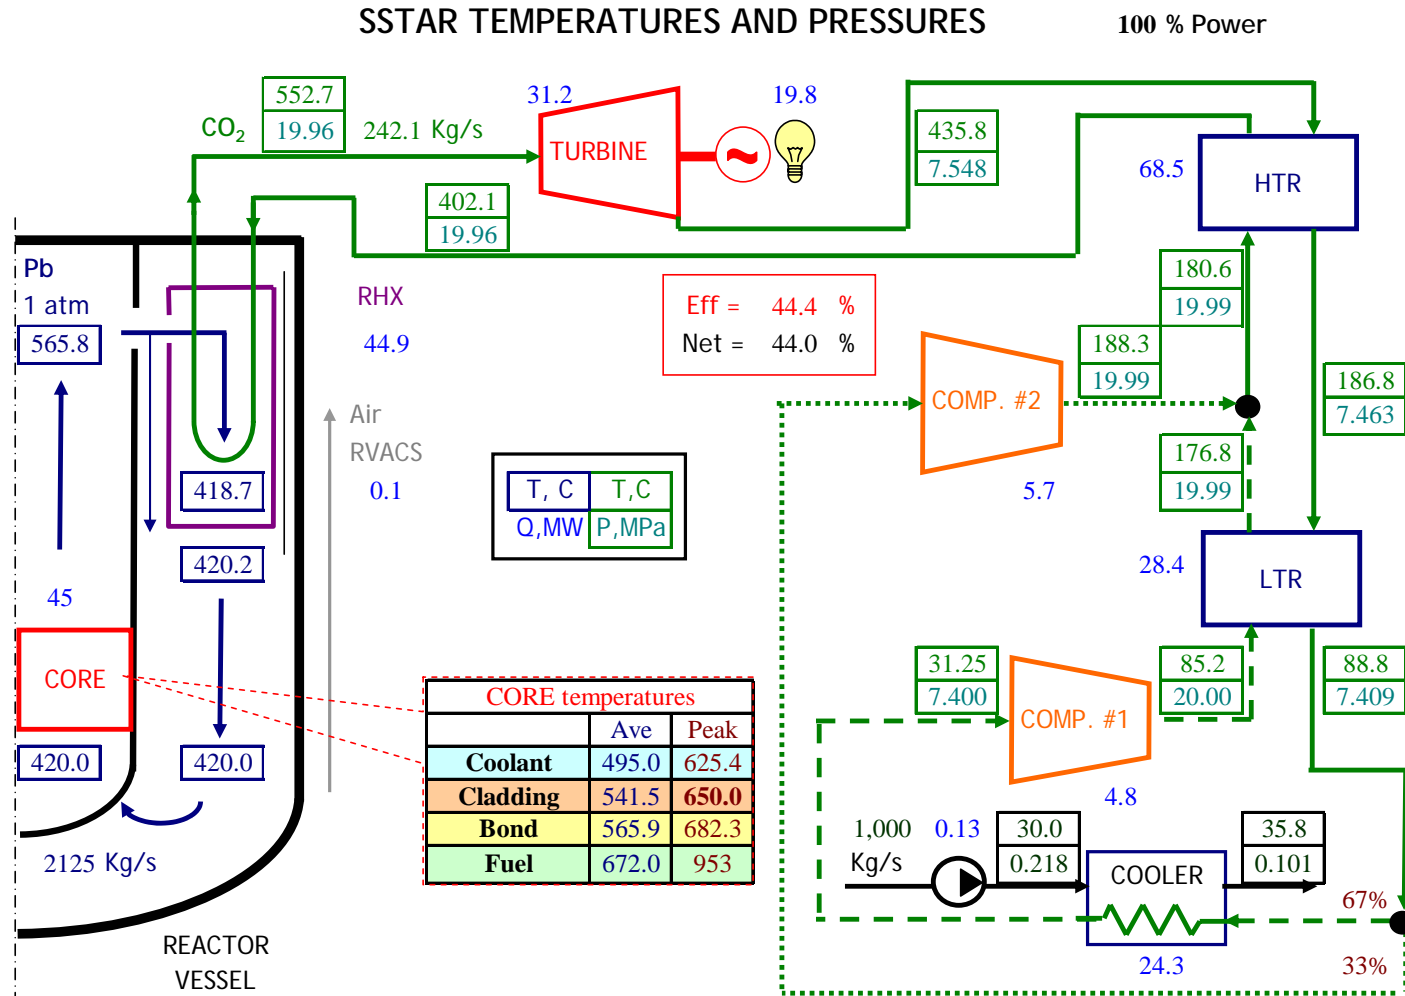 SSTAR TEMPERATURES AND PRESSURES
100 % Power
552.7
19.96
CO2
242.1 Kg/s
31.2
TURBINE
~
19.8
435.8
7.548
68.5
HTR
402.1
19.96
Pb
1 atm
565.8
RHX
44.9
Eff = 44.4 %
Net = 44.0 %
180.6
19.99
188.3
19.99
COMP. #2
5.7
186.8
7.463
Air
RVACS
0.1
418.7
420.2
T, C T,C
Q,MW P,MPa
176.8
19.99
28.4
LTR
45
CORE
420.0
420.0
2125 Kg/s
REACTOR
VESSEL
CORE temperatures
Ave Peak
Coolant 495.0 625.4
Cladding 541.5 650.0
Bond 565.9 682.3
Fuel 672.0 953
31.25
7.400
COMP. #1
4.8
85.2
20.00
88.8
7.409
1,000
Kg/s
0.13
30.0
0.218
COOLER
35.8
0.101
24.3
67%
33%